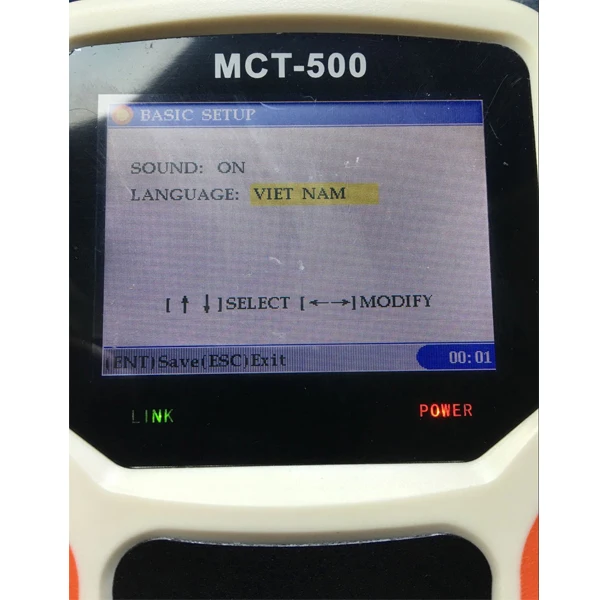 MCT-500
BASIC SETUP
SOUND: ON
LANGUAGE: VIET NAM
[↑ ↓]SELECT [←→]MODIFY
(ENT)Save(ESC)Exit 00:01
LINK POWER